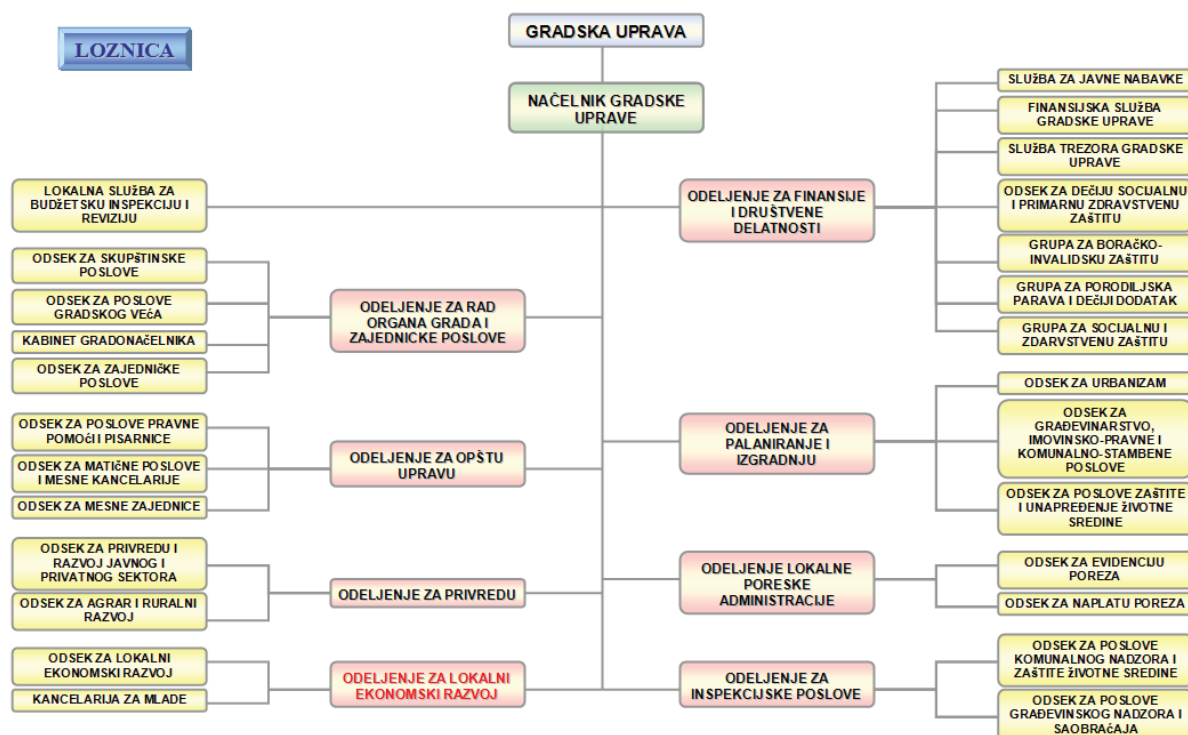 LOZNICA
GRADSKA UPRAVA
NAČELNIK GRADSKE
UPRAVE
LOKALNA SLUŽBA ZA
BUDŽETSKU INSPEKCIJU I
REVIZIJU
ODSEK ZA SKUPŠTINSKE
POSLOVE
ODSEK ZA POSLOVE
GRADSKOG VEĆA
KABINET GRADONAČELNIKA
ODSEK ZA ZAJEDNIČKE
POSLOVE
ODELJENJE ZA RAD
ORGANA GRADA I
ZAJEDNICKE POSLOVE
ODSEK ZA POSLOVE PRAVNE
POMOĆI I PISARNICE
ODSEK ZA MATIČNE POSLOVE
I MESNE KANCELARIJE
ODSEK ZA MESNE ZAJEDNICE
ODELJENJE ZA OPŠTU
UPRAVU
ODSEK ZA PRIVREDU I
RAZVOJ JAVNOG I
PRIVATNOG SEKTORA
ODSEK ZA AGRAR I RURALNI
RAZVOJ
ODELJENJE ZA PRIVREDU
ODSEK ZA LOKALNI
EKONOMSKI RAZVOJ
KANCELARIJA ZA MLADE
ODELJENJE ZA LOKALNI
EKONOMSKI RAZVOJ
ODELJENJE ZA FINANSIJE
I DRUŠTVENE
DELATNOSTI
SLUŽBA ZA JAVNE NABAVKE
FINANSIJSKA SLUŽBA
GRADSKE UPRAVE
SLUŽBA TREZORA GRADSKE
UPRAVE
ODSEK ZA DEČIJU SOCIJALNU
I PRIMARNU ZDRAVSTVENU
ZAŠTITU
GRUPA ZA BORAČKO-
INVALIDSKU ZAŠTITU
GRUPA ZA PORODILJSKA
PARAVA I DEČIJI DODATAK
GRUPA ZA SOCIJALNU I
ZDARVSTVENU ZAŠTITU
ODELJENJE ZA
PALANIRANJE I
IZGRADNJU
ODSEK ZA URBANIZAM
ODSEK ZA
GRAĐEVINARSTVO,
IMOVINSKO-PRAVNE I
KOMUNALNO-STAMBENE
POSLOVE
ODSEK ZA POSLOVE ZAŠTITE
I UNAPREĐENJE ŽIVOTNE
SREDINE
ODELJENJE LOKALNE
PORESKE
ADMINISTRACIJE
ODSEK ZA EVIDENCIJU
POREZA
ODSEK ZA NAPLATU POREZA
ODELJENJE ZA
INSPEKCIJSKE POSLOVE
ODSEK ZA POSLOVE
KOMUNALNOG NADZORA I
ZAŠTITE ŽIVOTNE SREDINE
ODSEK ZA POSLOVE
GRAĐEVINSKOG NADZORA I
SAOBRAĆAJA